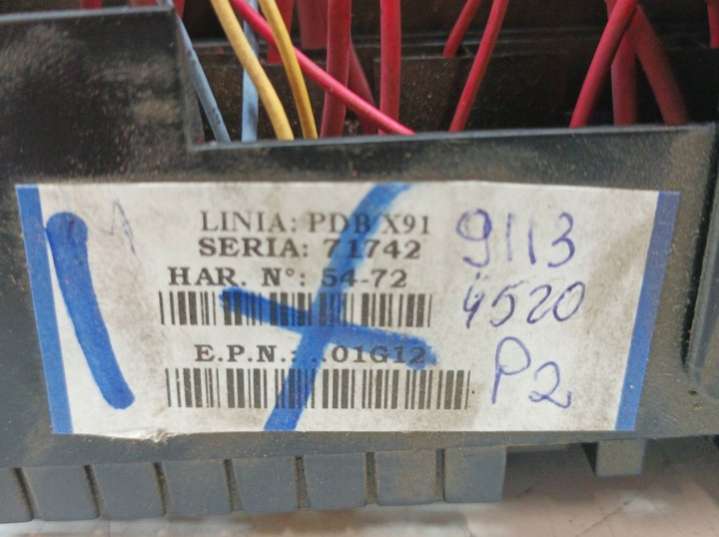 LINIA: PDB X91
SERIA: 71742
HAR. N°: 54-72
E.P.N.: ..01G12
9113
4520
P2